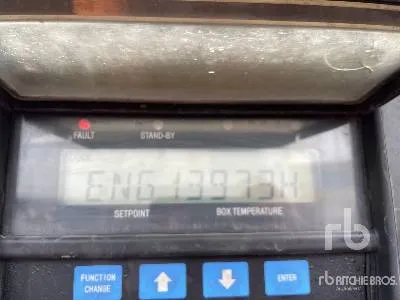 FAULT STAND-BY
ENG 13973H
SETPOINT BOX TEMPERATURE
FUNCTION CHANGE ENTER
rb
RITCHIE BROS.